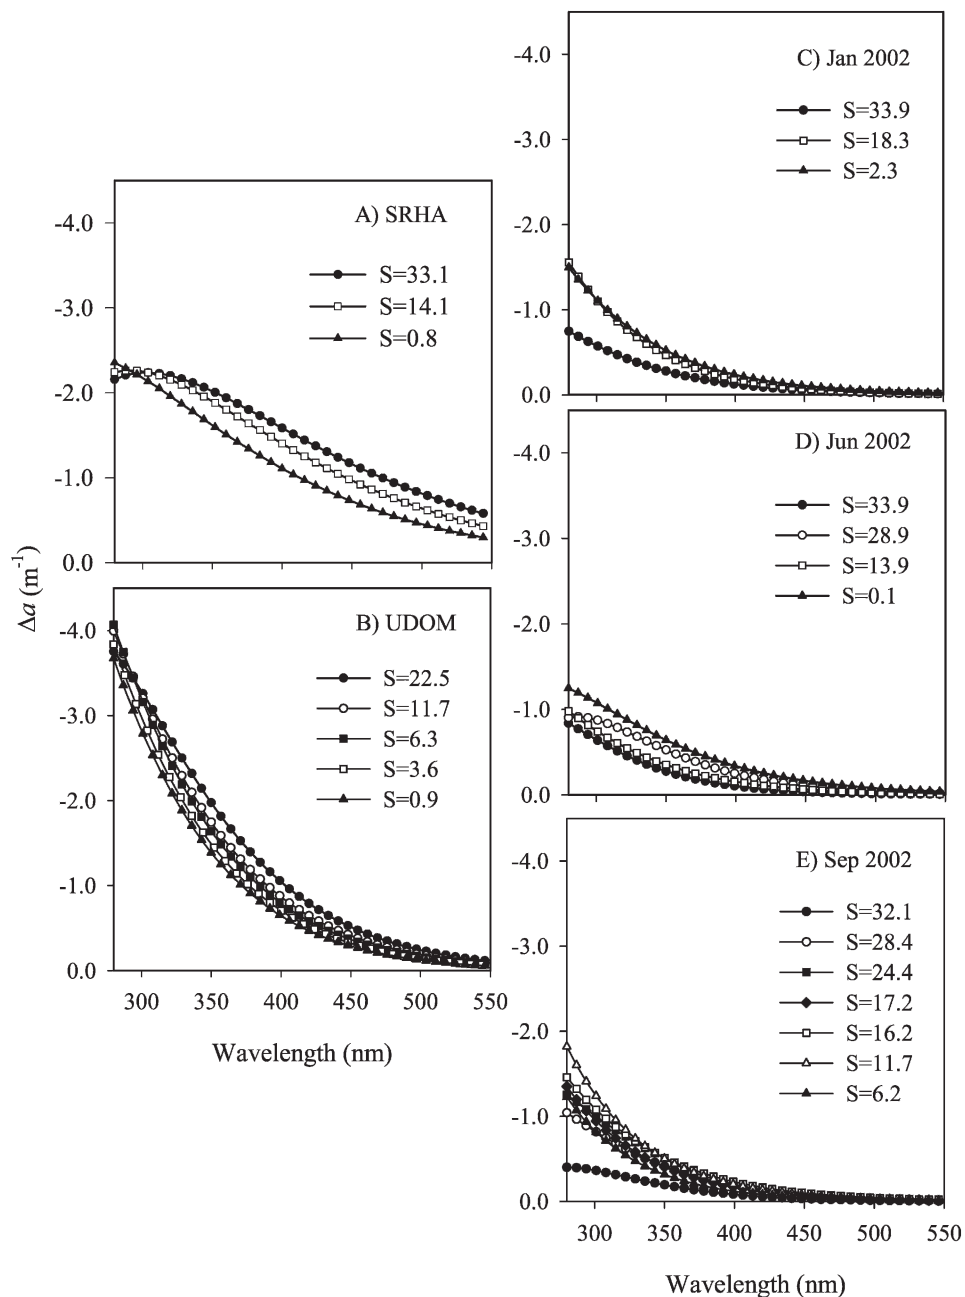 A) SRHA
S=33.1
S=14.1
S=0.8
-4.0
-3.0
-2.0
-1.0
0.0
B) UDOM
S=22.5
S=11.7
S=6.3
S=3.6
S=0.9
-4.0
-3.0
-2.0
-1.0
0.0
300 350 400 450 500 550
Wavelength (nm)
Δa (m⁻¹)
C) Jan 2002
S=33.9
S=18.3
S=2.3
-4.0
-3.0
-2.0
-1.0
0.0
D) Jun 2002
S=33.9
S=28.9
S=13.9
S=0.1
-4.0
-3.0
-2.0
-1.0
0.0
E) Sep 2002
S=32.1
S=28.4
S=24.4
S=17.2
S=16.2
S=11.7
S=6.2
-4.0
-3.0
-2.0
-1.0
0.0
300 350 400 450 500 550
Wavelength (nm)